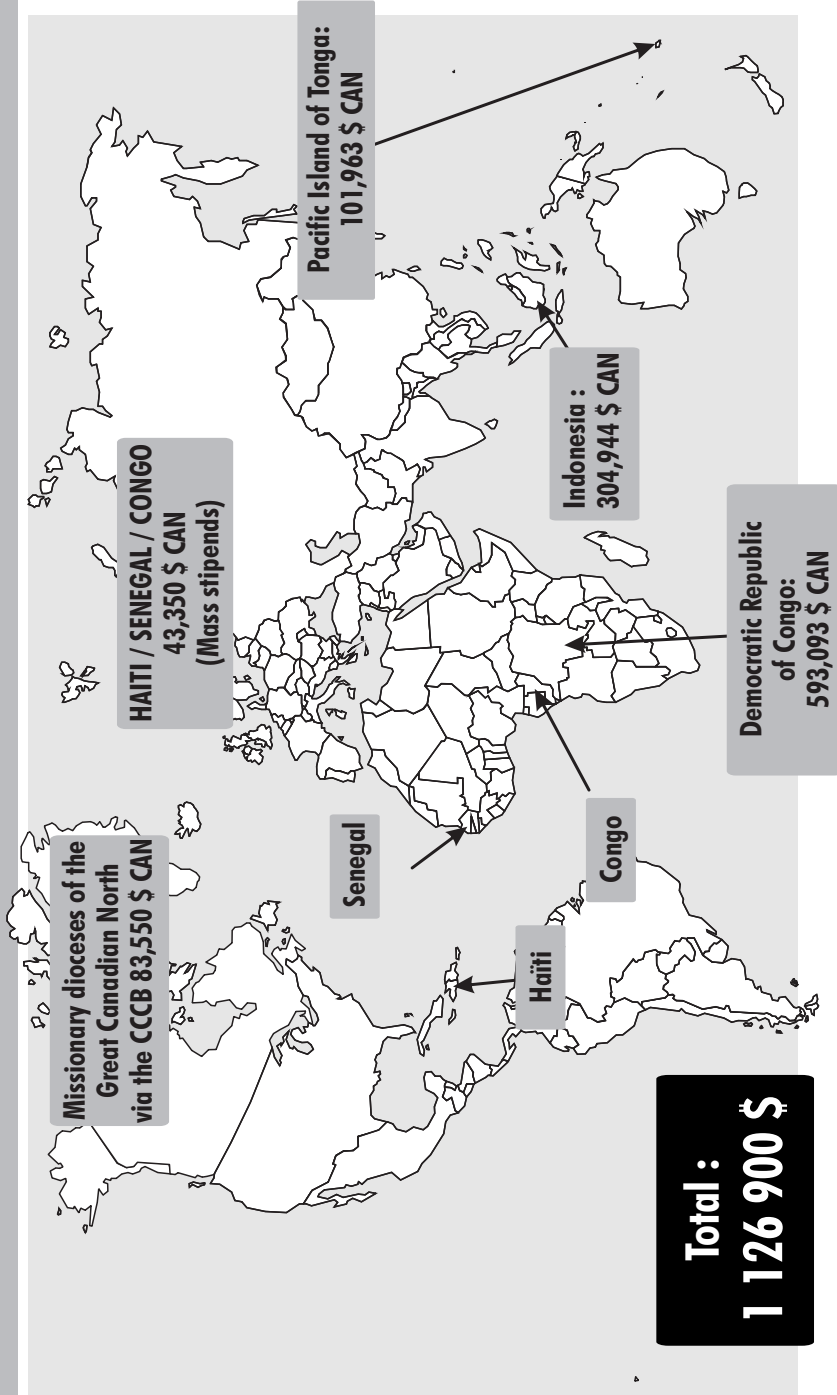 Missionary dioceses of the
Great Canadian North
via the CCCB 83,550 $ CAN
HAITI / SENEGAL / CONGO
43,350 $ CAN
(Mass stipends)
Pacific Island of Tonga:
101,963 $ CAN
Senegal
Haïti
Congo
Indonesia :
304,944 $ CAN
Democratic Republic
of Congo:
593,093 $ CAN
Total :
1 126 900 $